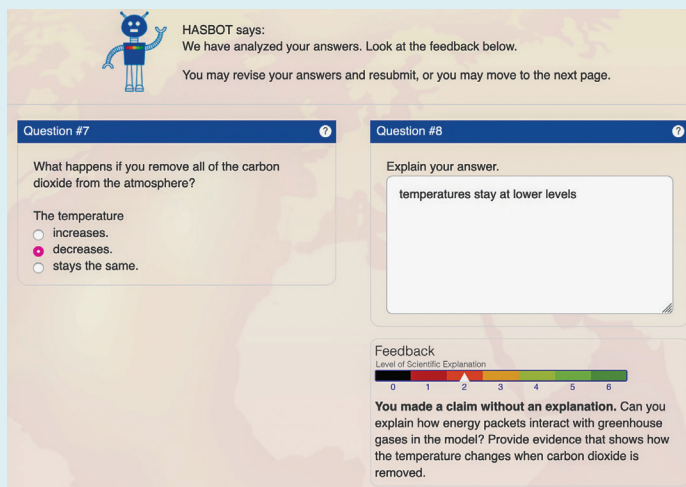 HASBOT says:
We have analyzed your answers. Look at the feedback below.
You may revise your answers and resubmit, or you may move to the next page.
Question #7 ?
What happens if you remove all of the carbon
dioxide from the atmosphere?
The temperature
increases.
decreases.
stays the same.
Question #8 ?
Explain your answer.
temperatures stay at lower levels
Feedback
Level of Scientific Explanation
0 1 2 3 4 5 6
You made a claim without an explanation. Can you
explain how energy packets interact with greenhouse
gases in the model? Provide evidence that shows how
the temperature changes when carbon dioxide is
removed.